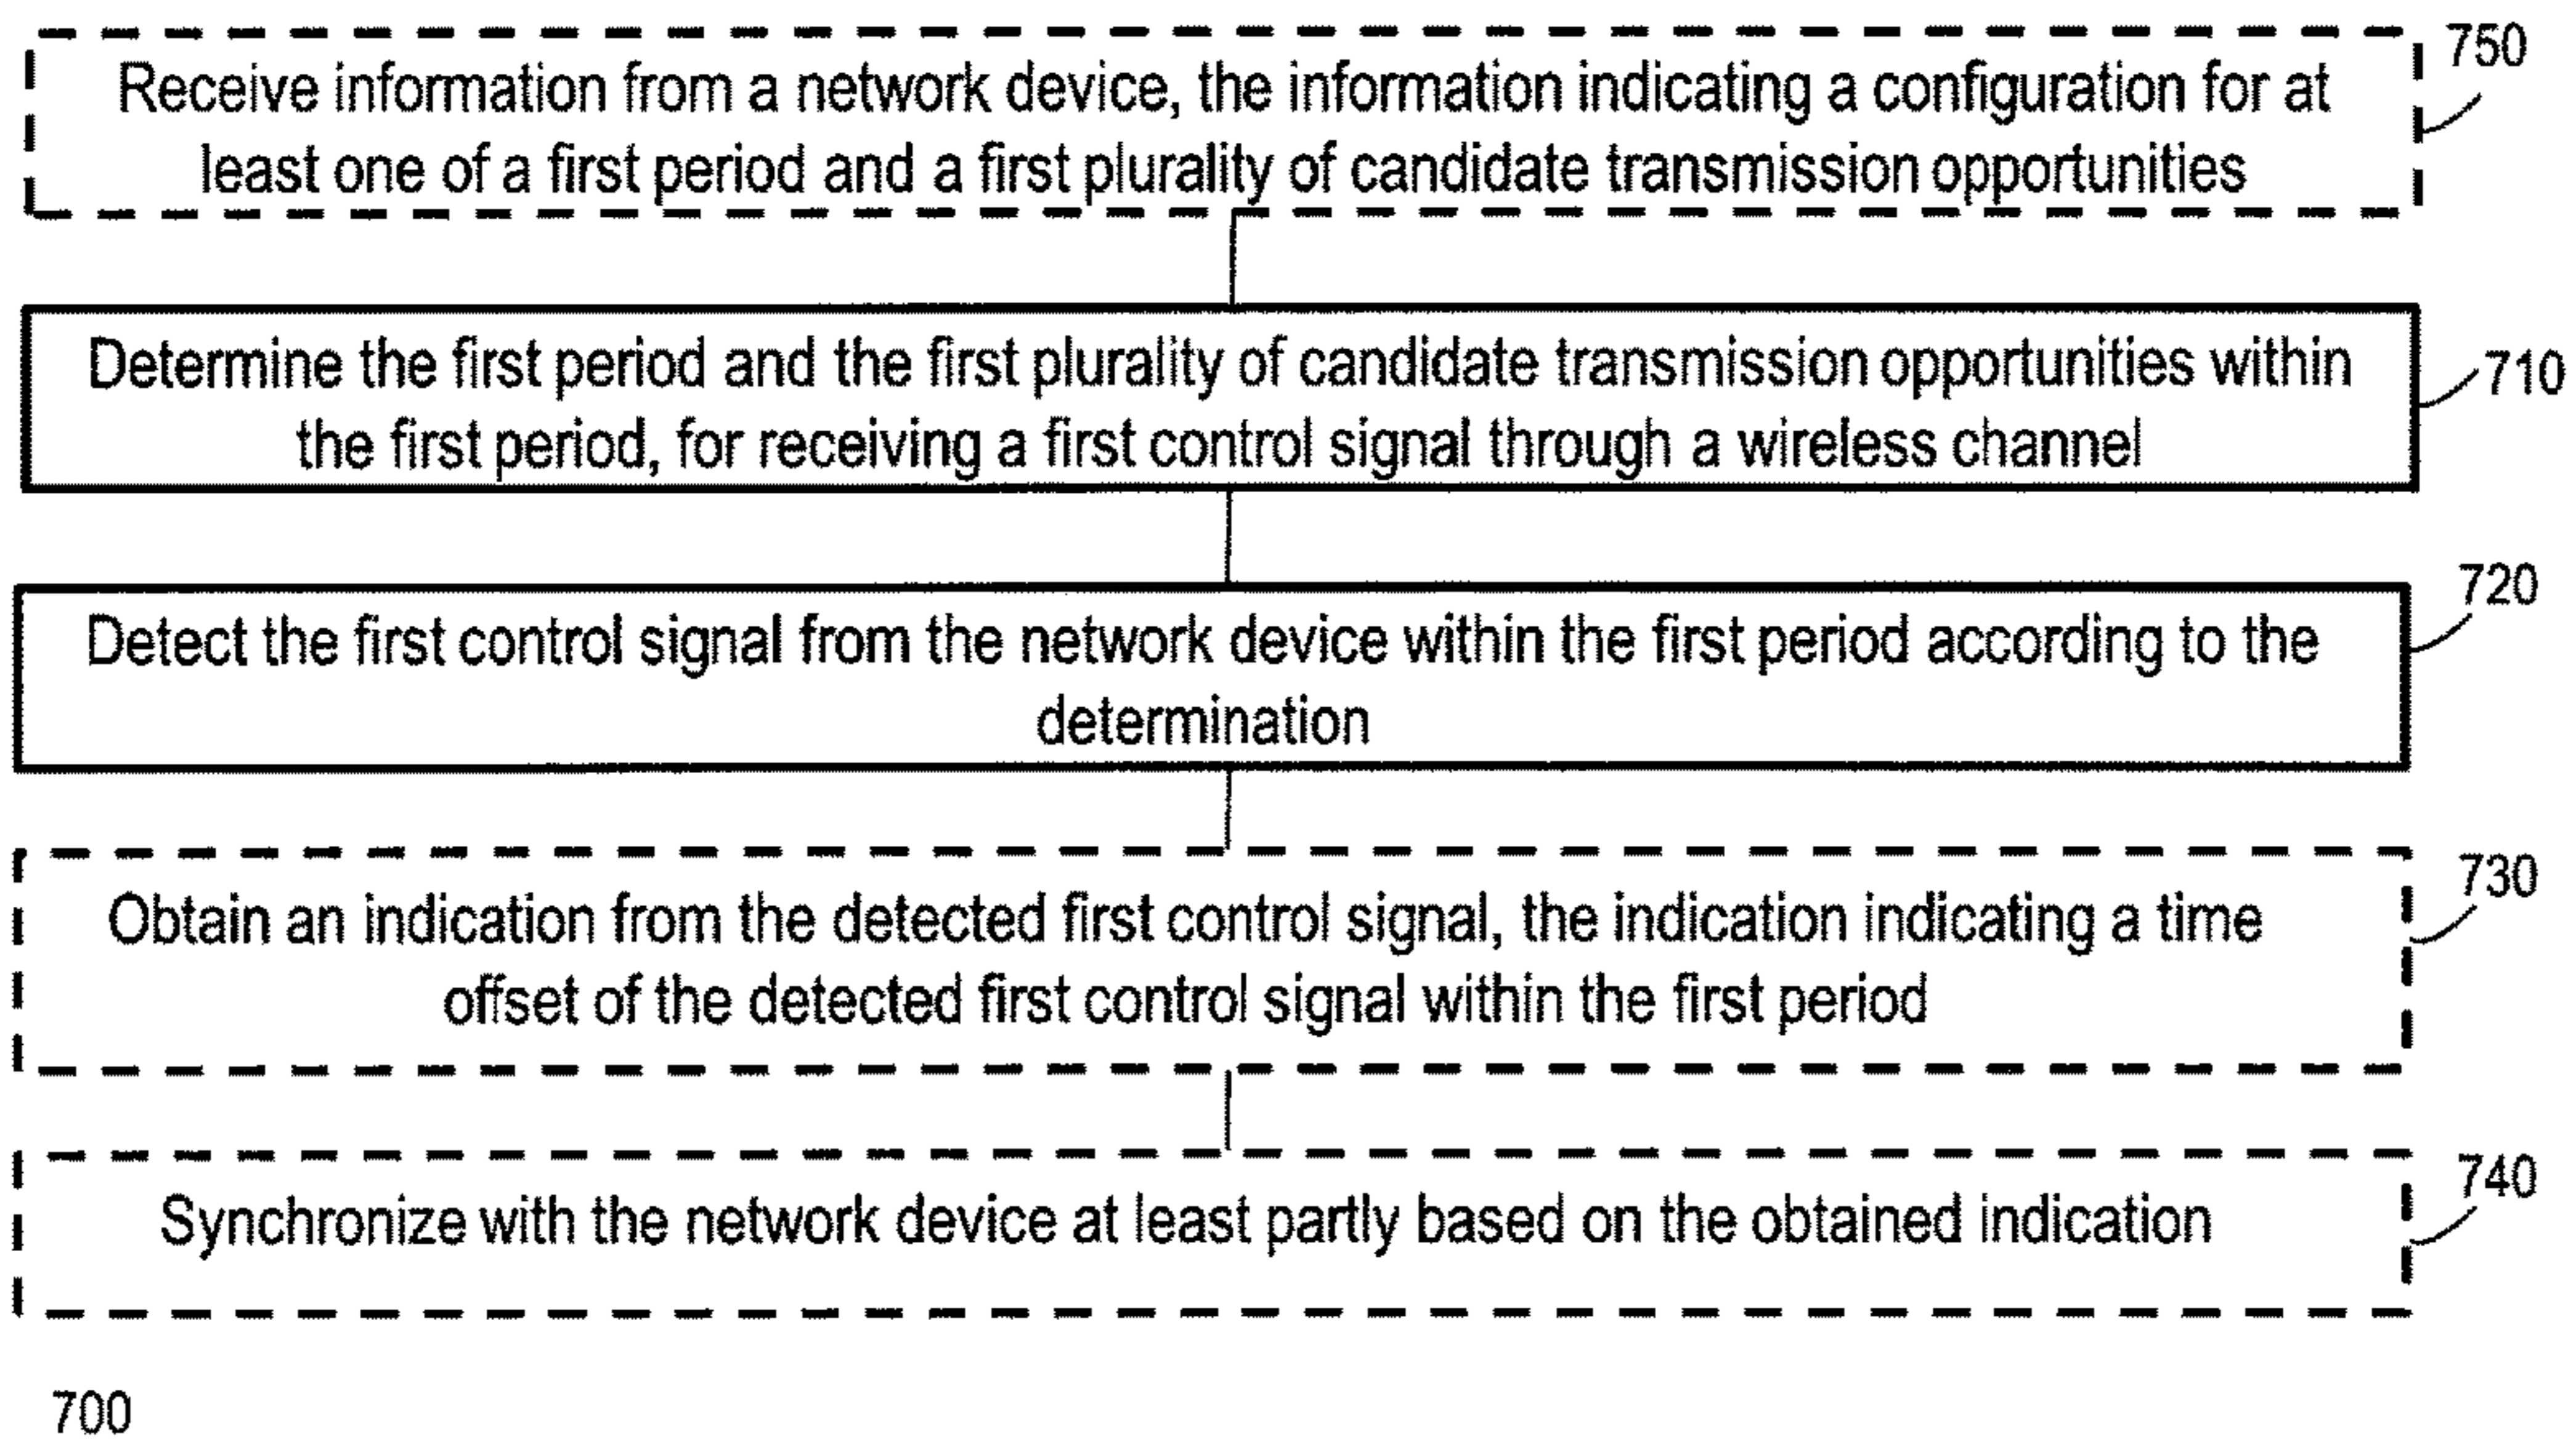 Receive information from a network device, the information indicating a configuration for at
least one of a first period and a first plurality of candidate transmission opportunities
750
Determine the first period and the first plurality of candidate transmission opportunities within
the first period, for receiving a first control signal through a wireless channel
710
Detect the first control signal from the network device within the first period according to the
determination
720
Obtain an indication from the detected first control signal, the indication indicating a time
offset of the detected first control signal within the first period
730
Synchronize with the network device at least partly based on the obtained indication
740
700